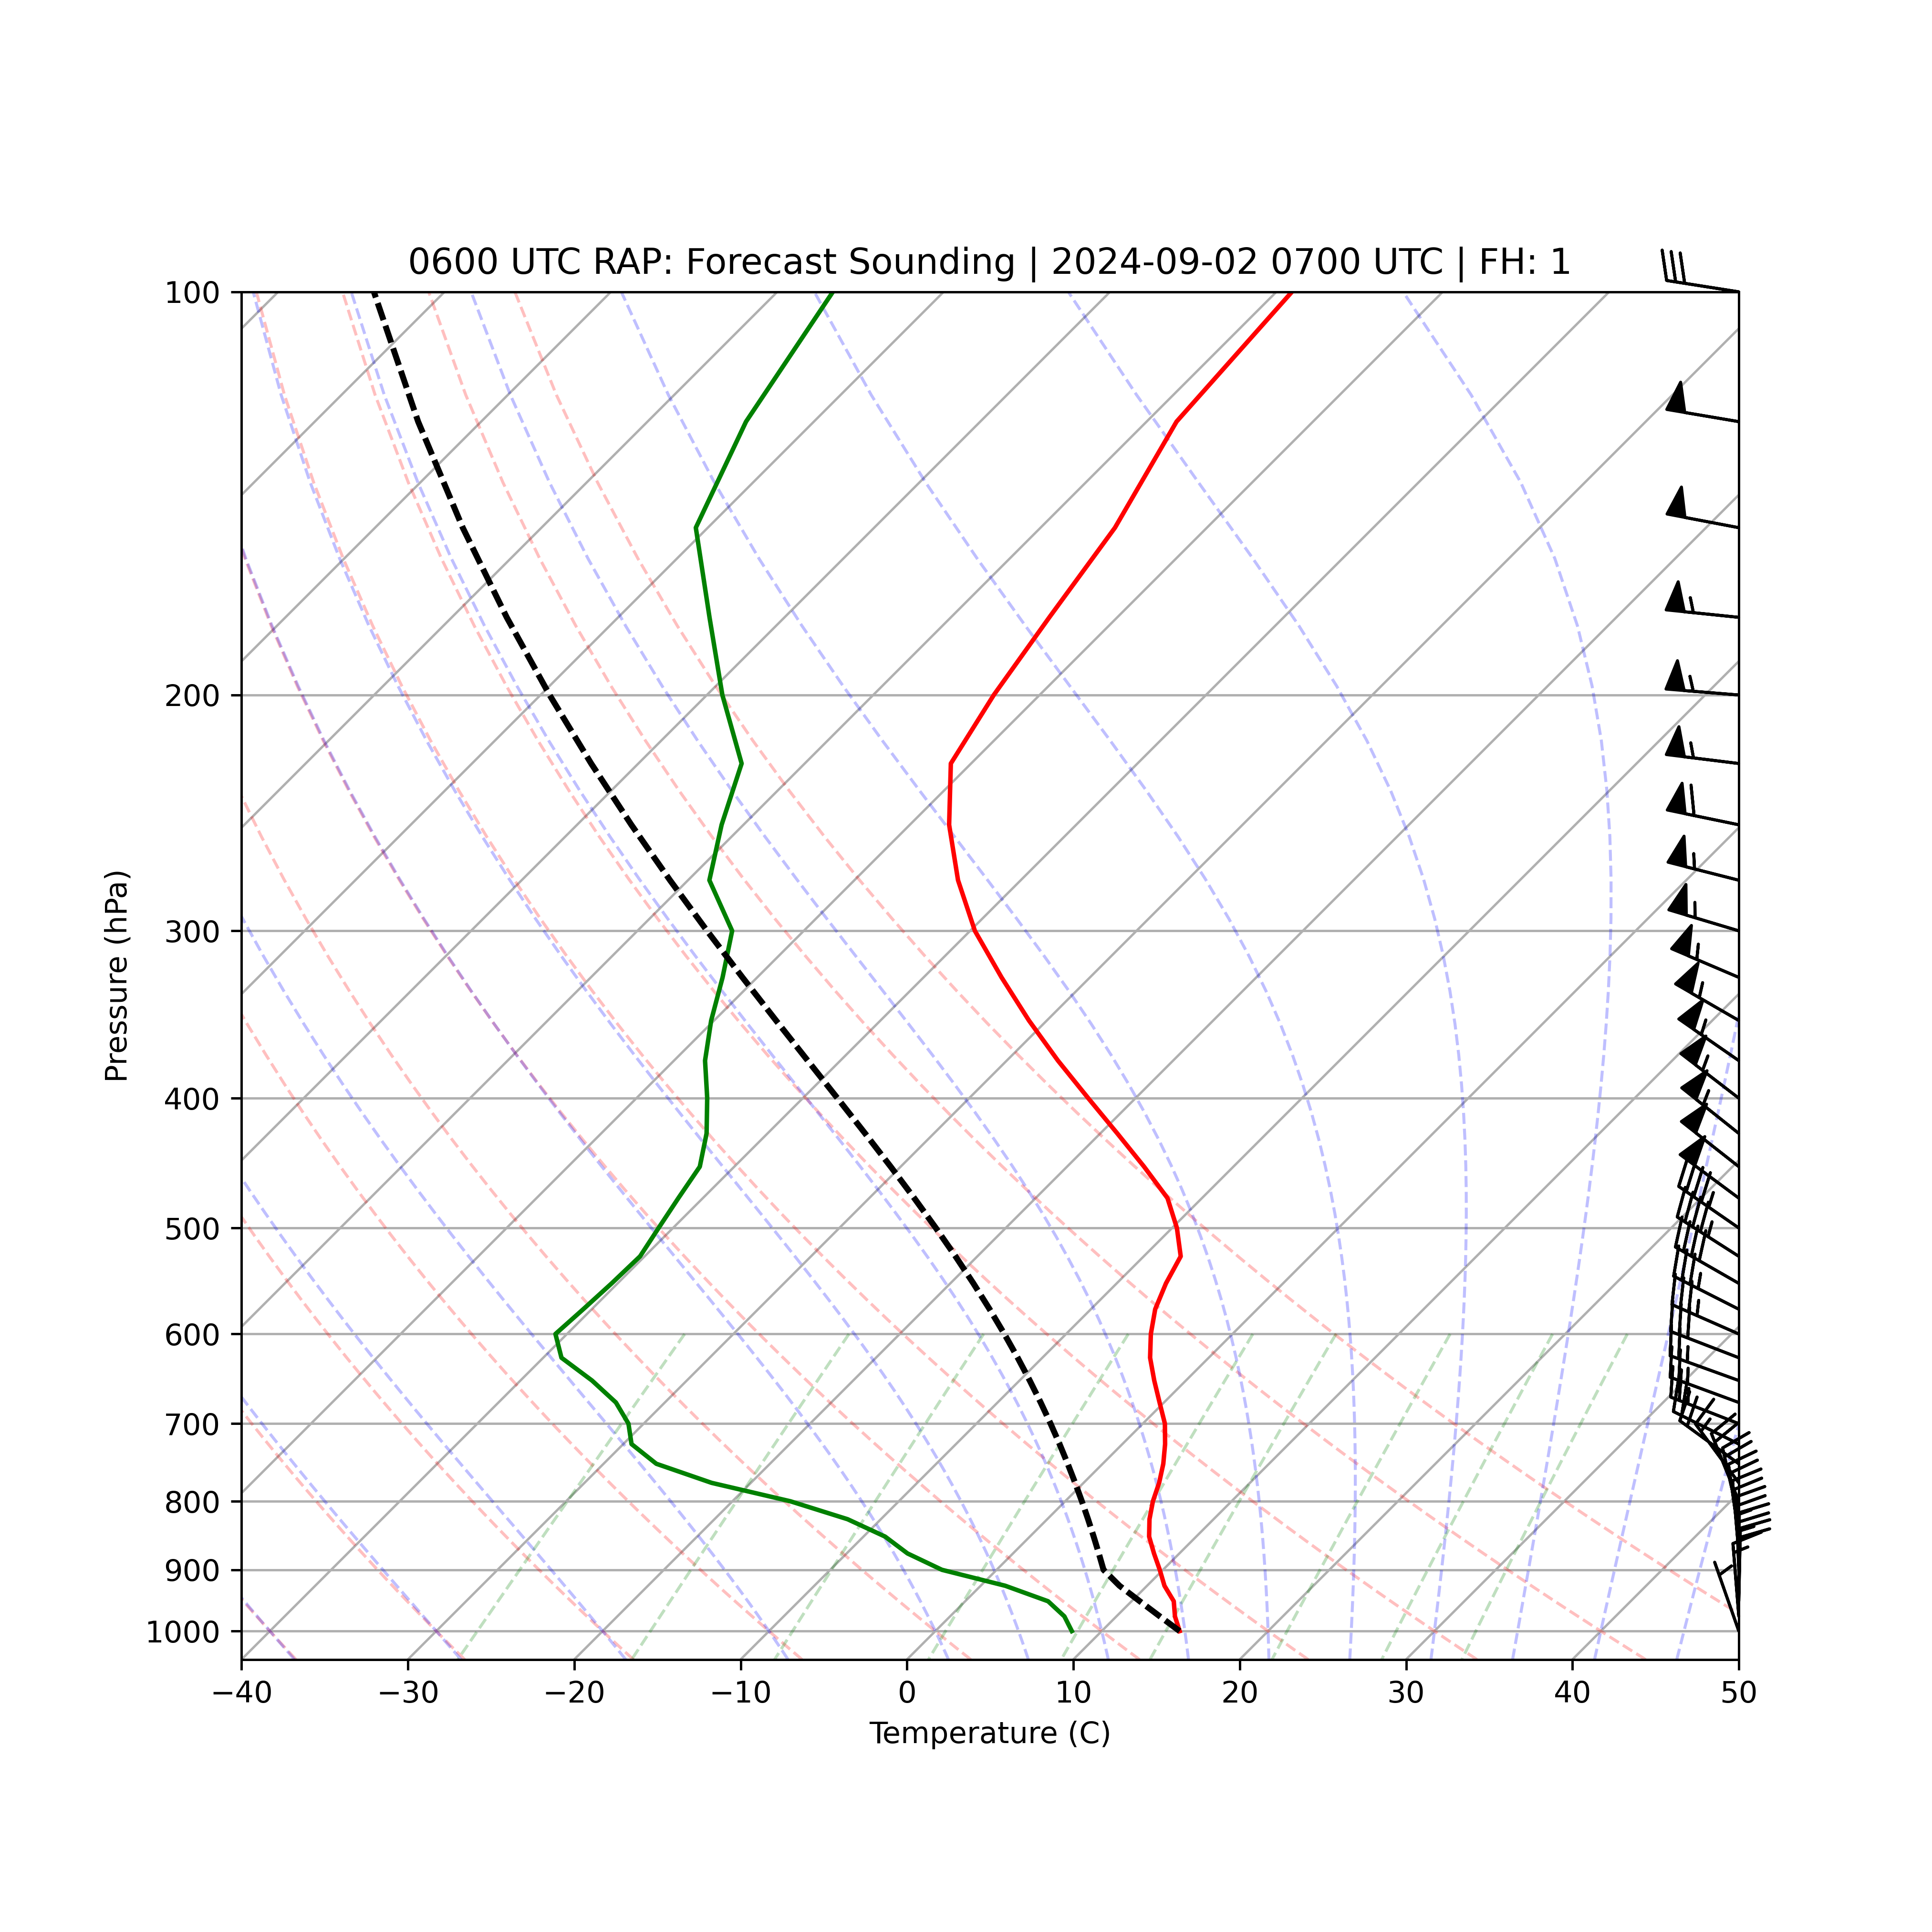 0600 UTC RAP: Forecast Sounding | 2024-09-02 0700 UTC | FH: 1
100
200
300
400
500
600
700
800
900
1000
Pressure (hPa)
−40 −30 −20 −10 0 10 20 30 40 50
Temperature (C)